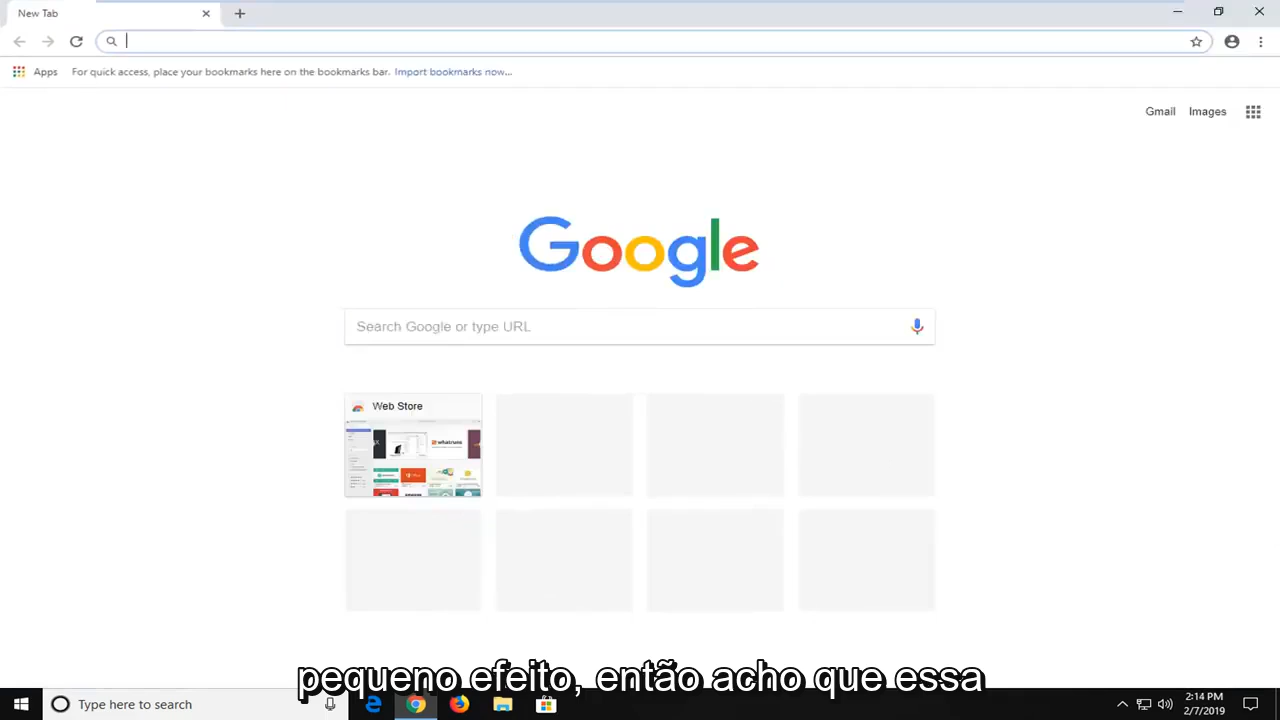 New Tab
Apps For quick access, place your bookmarks here on the bookmarks bar. Import bookmarks now...
Gmail Images
Google
Search Google or type URL
Web Store
whatruns
pequeno efeito, então acho que essa
Type here to search
2:14 PM
2/7/2019